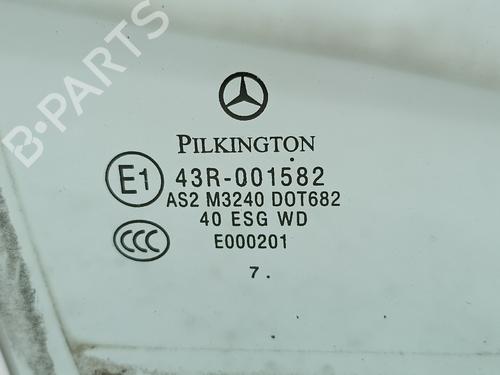 B-PARTS
PILKINGTON
E1 43R-001582
AS2 M3240 DOT682
40 ESG WD
CCC E000201
7 .